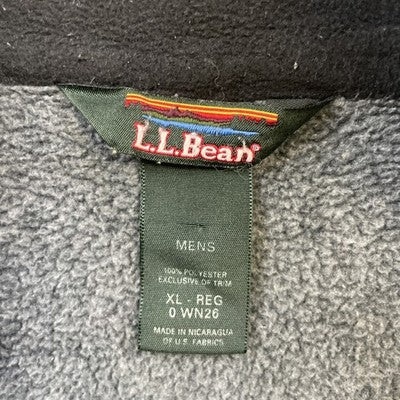 L.L.Bean®
MENS
100% POLYESTER
EXCLUSIVE OF TRIM
XL - REG
0 WN26
MADE IN NICARAGUA
OF U.S. FABRICS